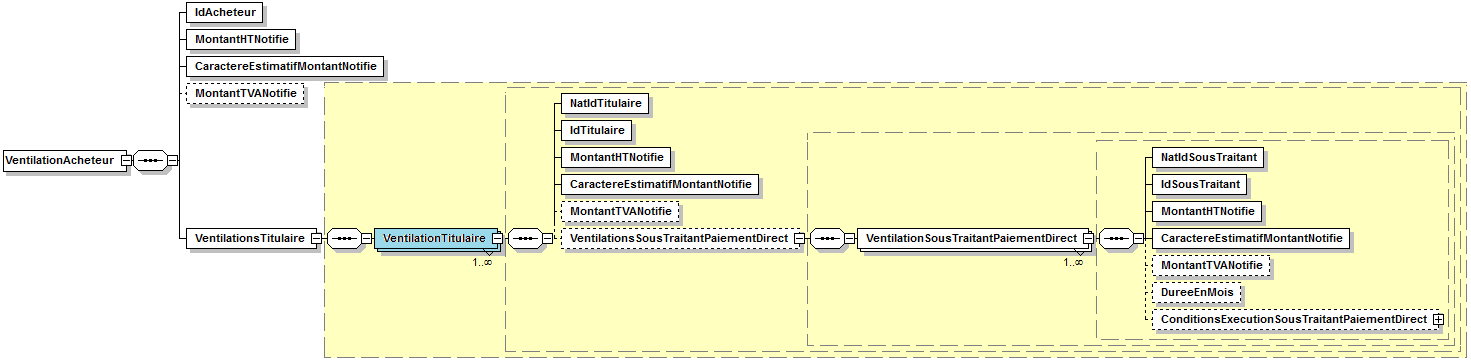 VentilationAcheteur
IdAcheteur
MontantHTNotifie
CaractereEstimatifMontantNotifie
MontantTVANotifie
VentilationsTitulaire
VentilationTitulaire
1..∞
NatIdTitulaire
IdTitulaire
MontantHTNotifie
CaractereEstimatifMontantNotifie
MontantTVANotifie
VentilationsSousTraitantPaiementDirect
VentilationSousTraitantPaiementDirect
1..∞
NatIdSousTraitant
IdSousTraitant
MontantHTNotifie
CaractereEstimatifMontantNotifie
MontantTVANotifie
DureeEnMois
ConditionsExecutionSousTraitantPaiementDirect